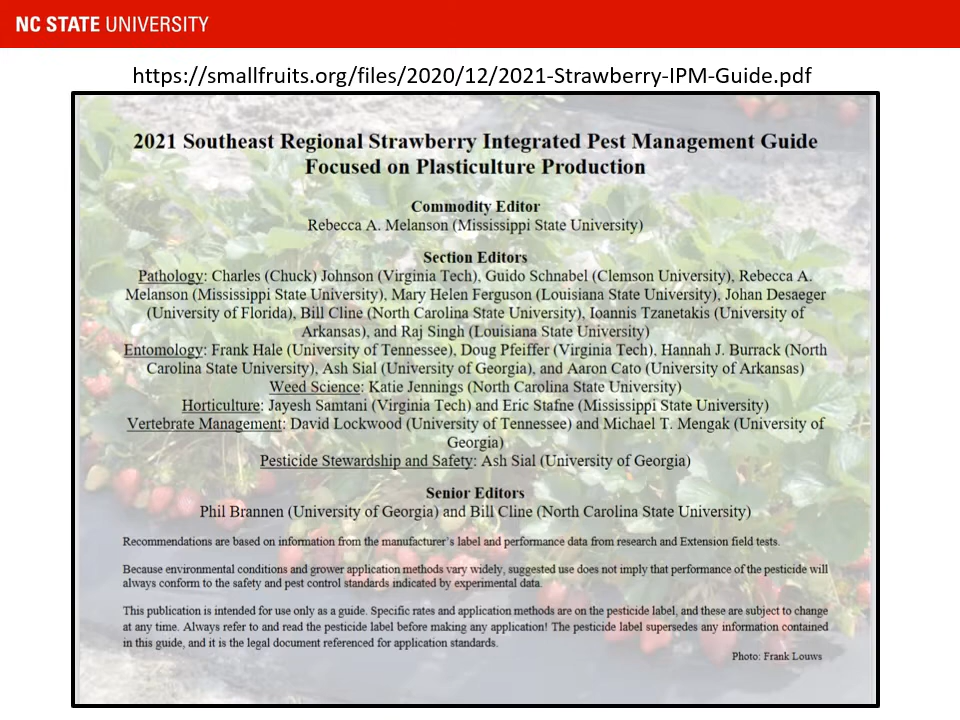 NC STATE UNIVERSITY
https://smallfruits.org/files/2020/12/2021-Strawberry-IPM-Guide.pdf
2021 Southeast Regional Strawberry Integrated Pest Management Guide
Focused on Plasticulture Production
Commodity Editor
Rebecca A. Melanson (Mississippi State University)
Section Editors
Pathology: Charles (Chuck) Johnson (Virginia Tech), Guido Schnabel (Clemson University), Rebecca A.
Melanson (Mississippi State University), Mary Helen Ferguson (Louisiana State University), Johan Desaeger
(University of Florida), Bill Cline (North Carolina State University), Ioannis Tzanetakis (University of
Arkansas), and Raj Singh (Louisiana State University)
Entomology: Frank Hale (University of Tennessee), Doug Pfeiffer (Virginia Tech), Hannah J. Burrack (North
Carolina State University), Ash Sial (University of Georgia), and Aaron Cato (University of Arkansas)
Weed Science: Katie Jennings (North Carolina State University)
Horticulture: Jayesh Samtani (Virginia Tech) and Eric Stafne (Mississippi State University)
Vertebrate Management: David Lockwood (University of Tennessee) and Michael T. Mengak (University of
Georgia)
Pesticide Stewardship and Safety: Ash Sial (University of Georgia)
Senior Editors
Phil Brannen (University of Georgia) and Bill Cline (North Carolina State University)
Recommendations are based on information from the manufacturer's label and performance data from research and Extension field tests.
Because environmental conditions and grower application methods vary widely, suggested use does not imply that performance of the pesticide will
always conform to the safety and pest control standards indicated by experimental data.
This publication is intended for use only as a guide. Specific rates and application methods are on the pesticide label, and these are subject to change
at any time. Always refer to and read the pesticide label before making any application! The pesticide label supersedes any information contained
in this guide, and it is the legal document referenced for application standards.
Photo: Frank Louws